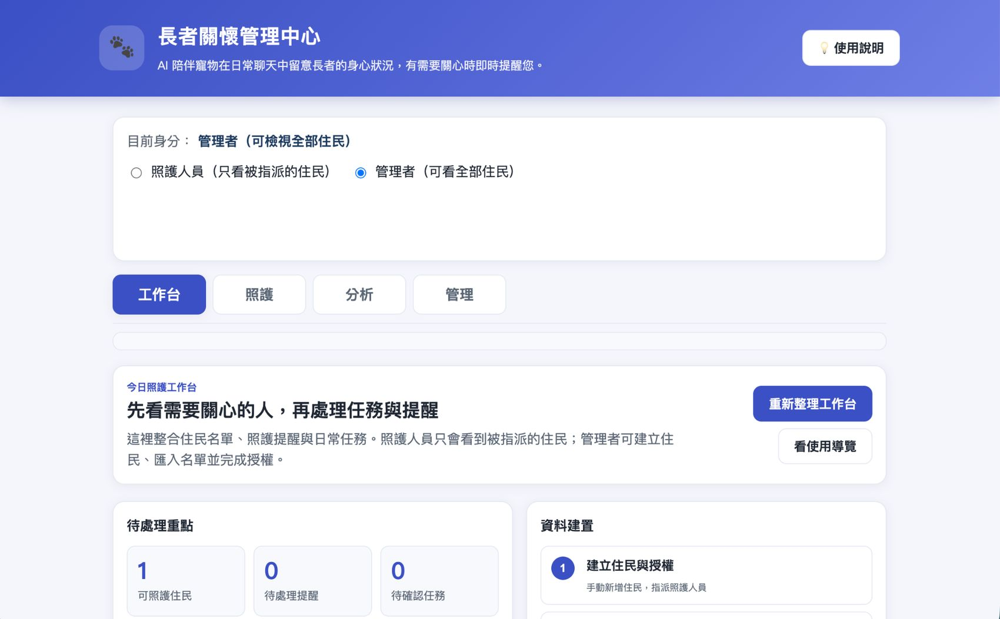 長者關懷管理中心
AI 陪伴寵物在日常聊天中留意長者的身心狀況，有需要關心時即時提醒您。
使用說明
目前身分： 管理者（可檢視全部住民）
照護人員（只看被指派的住民） 管理者（可看全部住民）
工作台 照護 分析 管理
今日照護工作台
先看需要關心的人，再處理任務與提醒
這裡整合住民名單、照護提醒與日常任務。照護人員只會看到被指派的住民；管理者可建立住
民、匯入名單並完成授權。
重新整理工作台
看使用導覽
待處理重點
1
可照護住民
0
待處理提醒
0
待確認任務
資料建置
1
建立住民與授權
手動新增住民，指派照護人員